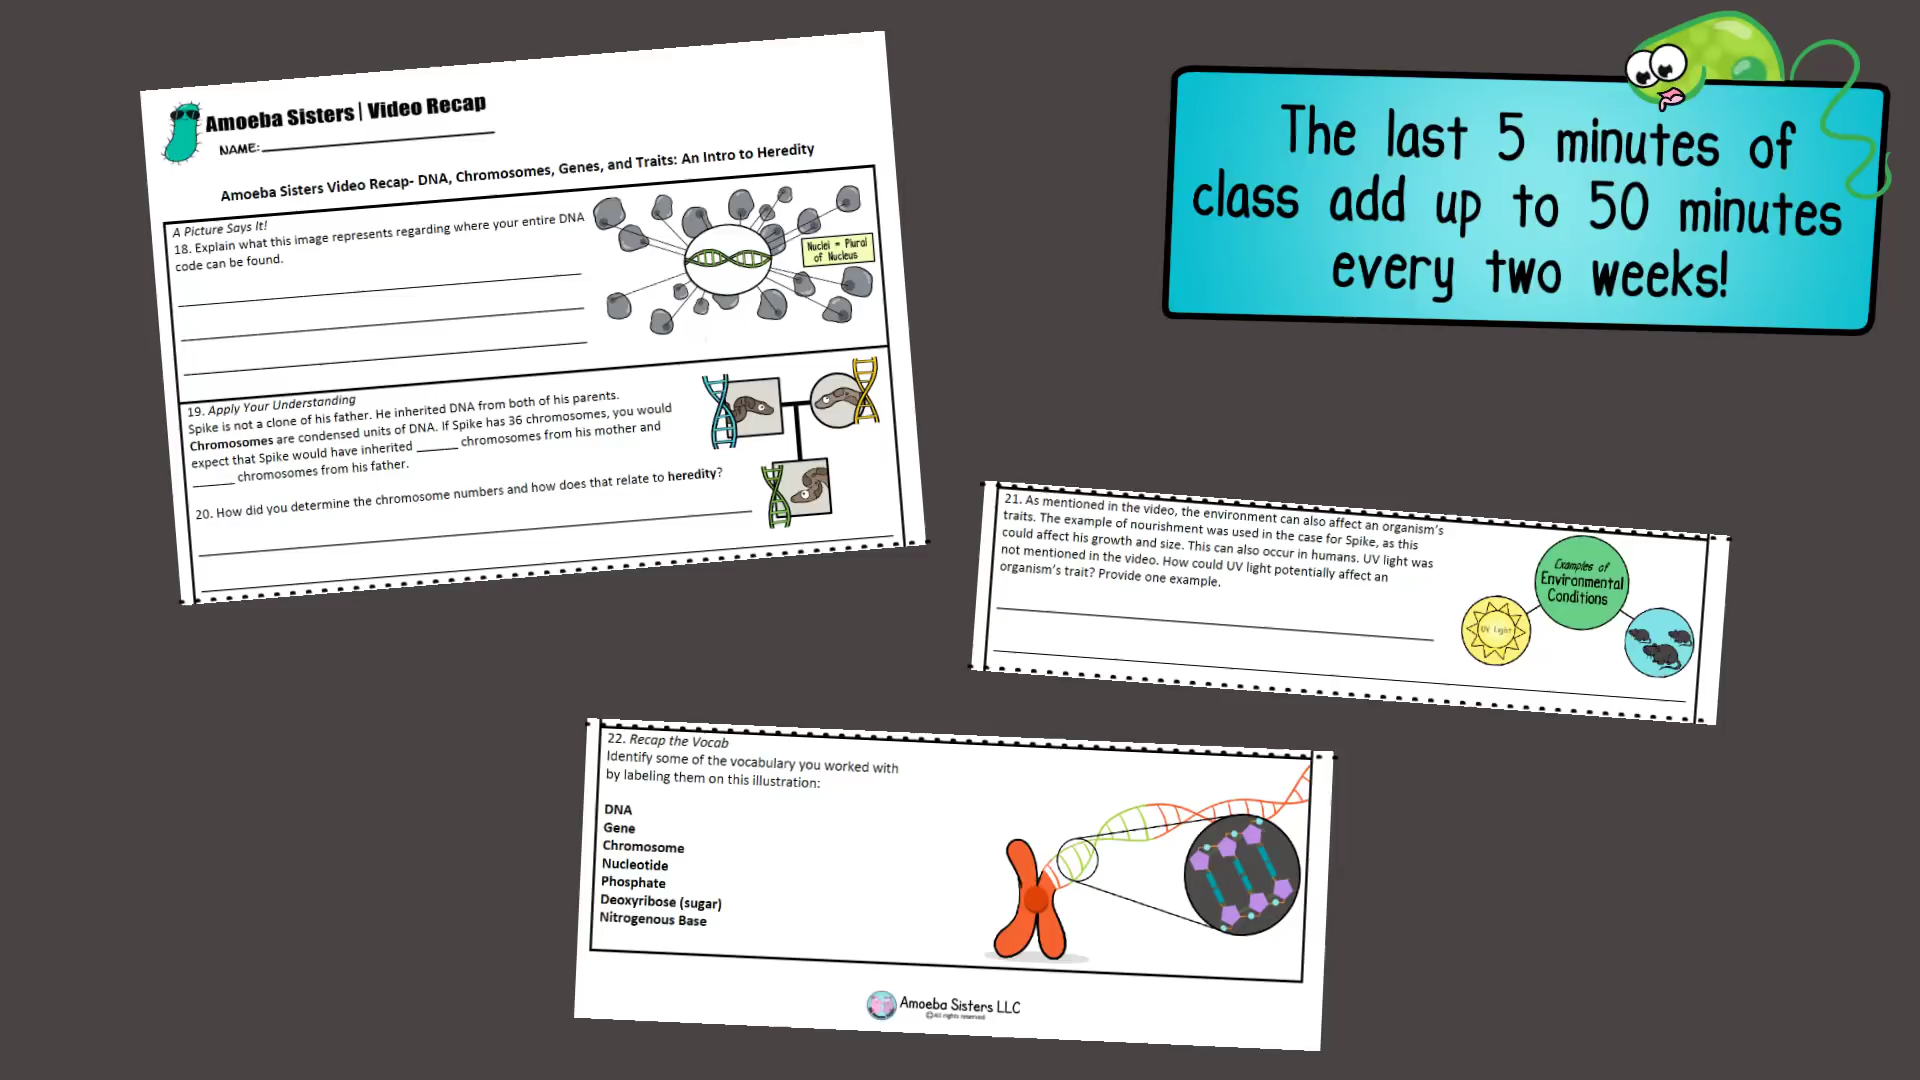 Amoeba Sisters | Video Recap
NAME:
Amoeba Sisters Video Recap- DNA, Chromosomes, Genes, and Traits: An Intro to Heredity
A Picture Says It!
18. Explain what this image represents regarding where your entire DNA
code can be found.
Nuclei = Plural
of Nucleus
19. Apply Your Understanding
Spike is not a clone of his father. He inherited DNA from both of his parents.
Chromosomes are condensed units of DNA. If Spike has 36 chromosomes, you would
expect that Spike would have inherited ______ chromosomes from his mother and
______ chromosomes from his father.
20. How did you determine the chromosome numbers and how does that relate to heredity?
The last 5 minutes of
class add up to 50 minutes
every two weeks!
21. As mentioned in the video, the environment can also affect an organism's
traits. The example of nourishment was used in the case for Spike, as this
could affect his growth and size. This can also occur in humans. UV light was
not mentioned in the video. How could UV light potentially affect an
organism's trait? Provide one example.
Examples of
Environmental
Conditions
UV light
22. Recap the Vocab
Identify some of the vocabulary you worked with
by labeling them on this illustration:
DNA
Gene
Chromosome
Nucleotide
Phosphate
Deoxyribose (sugar)
Nitrogenous Base
Amoeba Sisters LLC
©All rights reserved